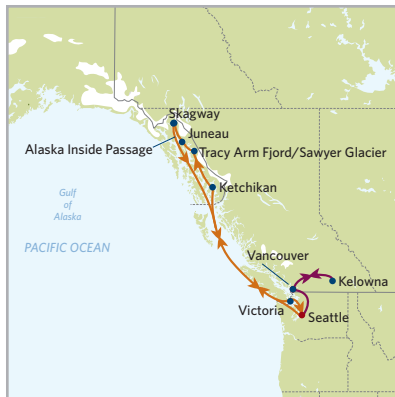 Skagway
Juneau
Alaska Inside Passage
Tracy Arm Fjord/Sawyer Glacier
Ketchikan
Gulf
of
Alaska
PACIFIC OCEAN
Vancouver
Kelowna
Victoria
Seattle